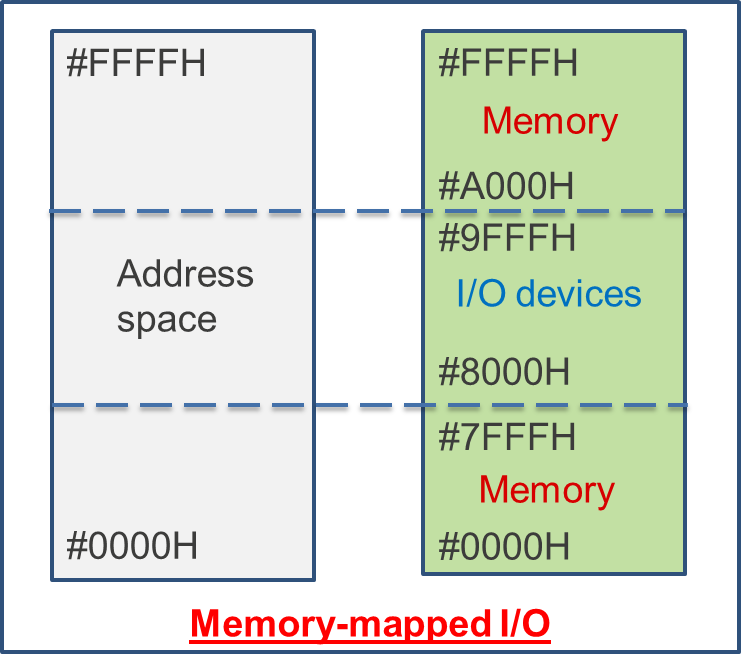 #FFFFH
Address
space
#0000H
#FFFFH
Memory
#A000H
#9FFFH
I/O devices
#8000H
#7FFFH
Memory
#0000H
Memory-mapped I/O